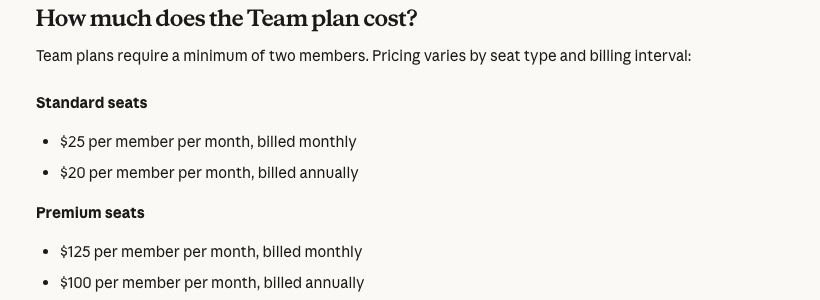 How much does the Team plan cost?
Team plans require a minimum of two members. Pricing varies by seat type and billing interval:
Standard seats
• $25 per member per month, billed monthly
• $20 per member per month, billed annually
Premium seats
• $125 per member per month, billed monthly
• $100 per member per month, billed annually